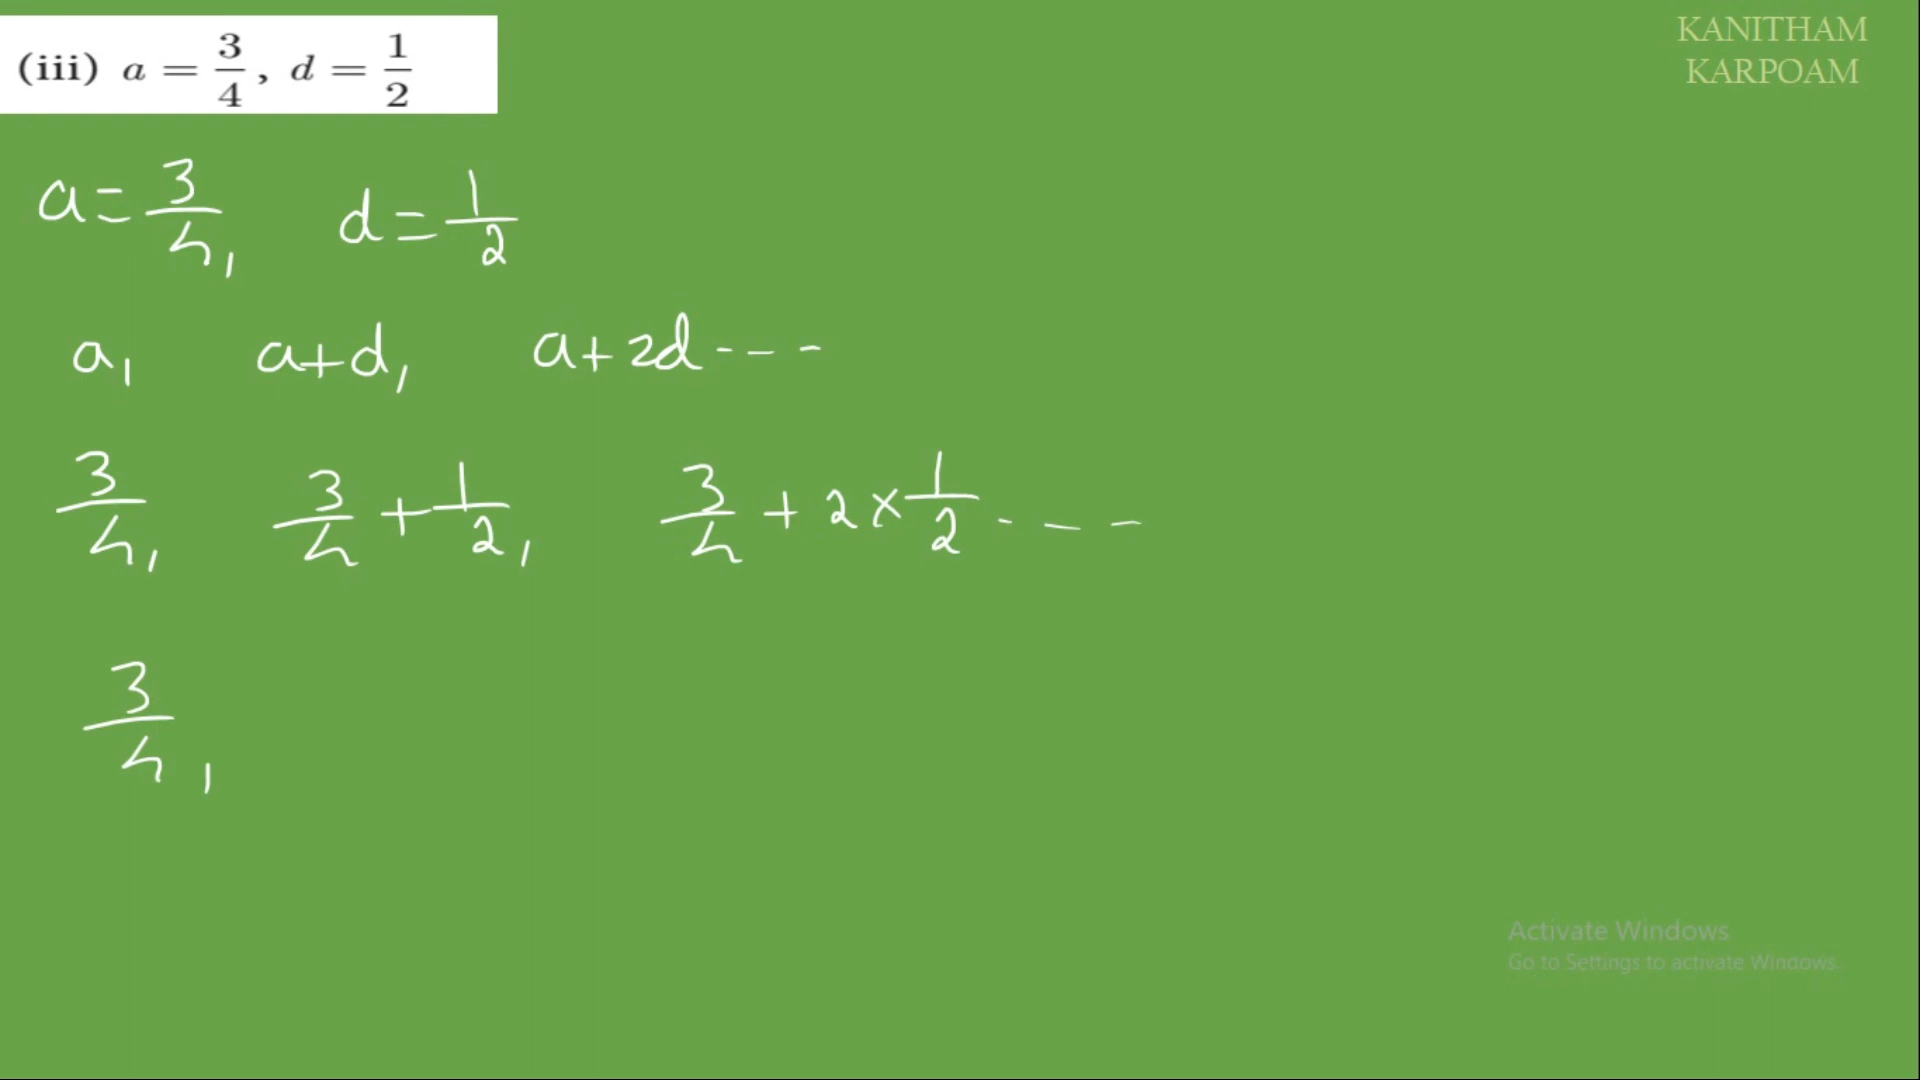 (iii) a = 3/4, d = 1/2
KANITHAM
KARPOAM
a = 3/4, d = 1/2
a, a+d, a+2d ---
3/4, 3/4 + 1/2, 3/4 + 2 × 1/2 ---
3/4,
Activate Windows
Go to Settings to activate Windows.